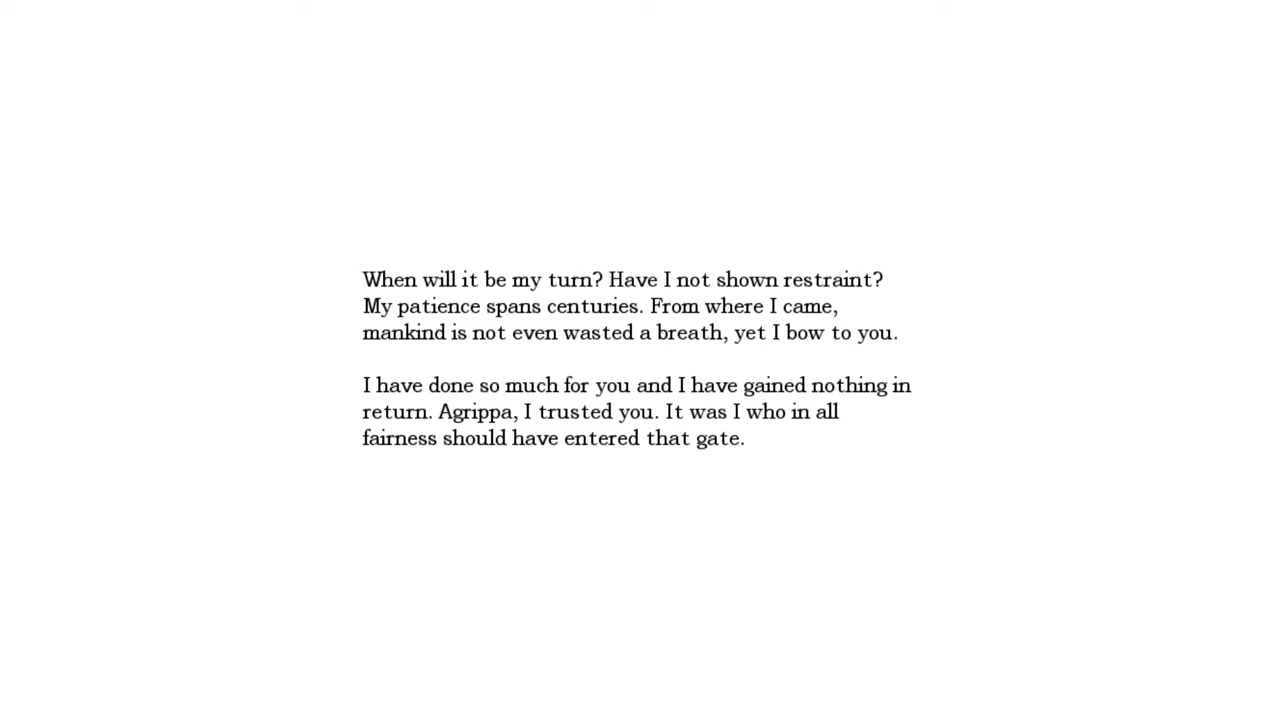 When will it be my turn? Have I not shown restraint?
My patience spans centuries. From where I came,
mankind is not even wasted a breath, yet I bow to you.
I have done so much for you and I have gained nothing in
return. Agrippa, I trusted you. It was I who in all
fairness should have entered that gate.